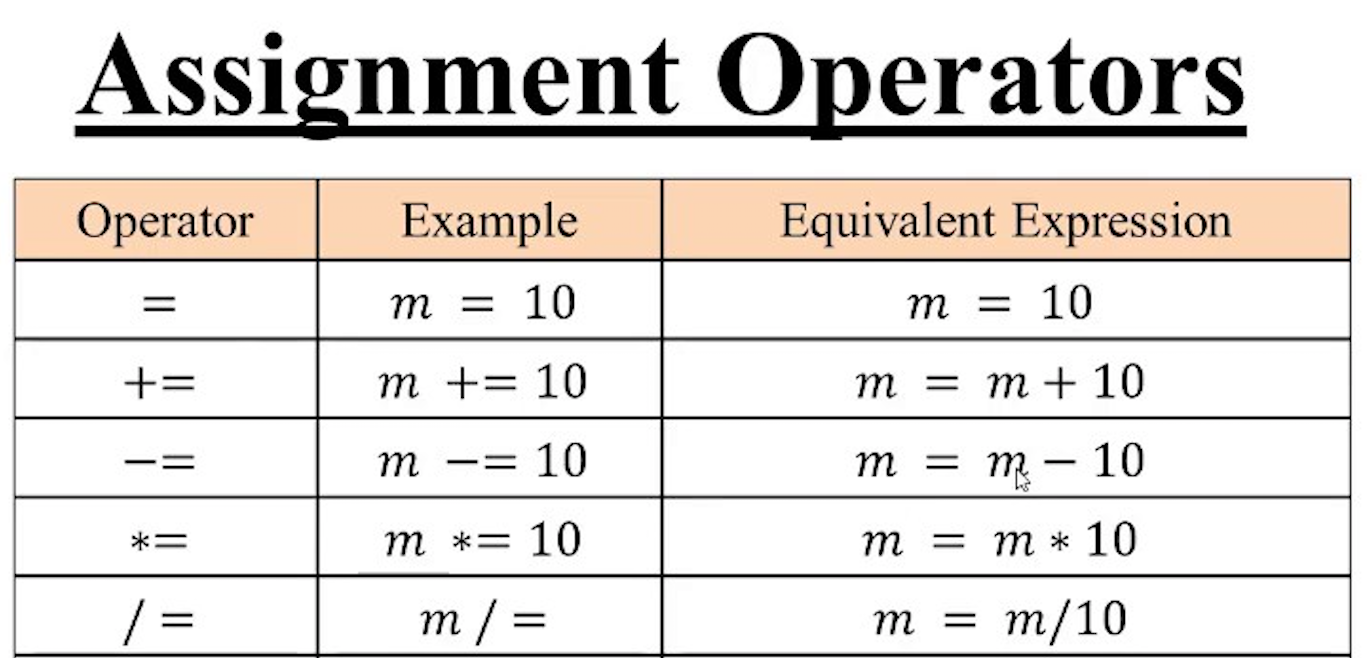 Assignment Operators
Operator Example Equivalent Expression
= m = 10 m = 10
+= m += 10 m = m + 10
−= m −= 10 m = m − 10
*= m *= 10 m = m * 10
/ = m / = m = m/10